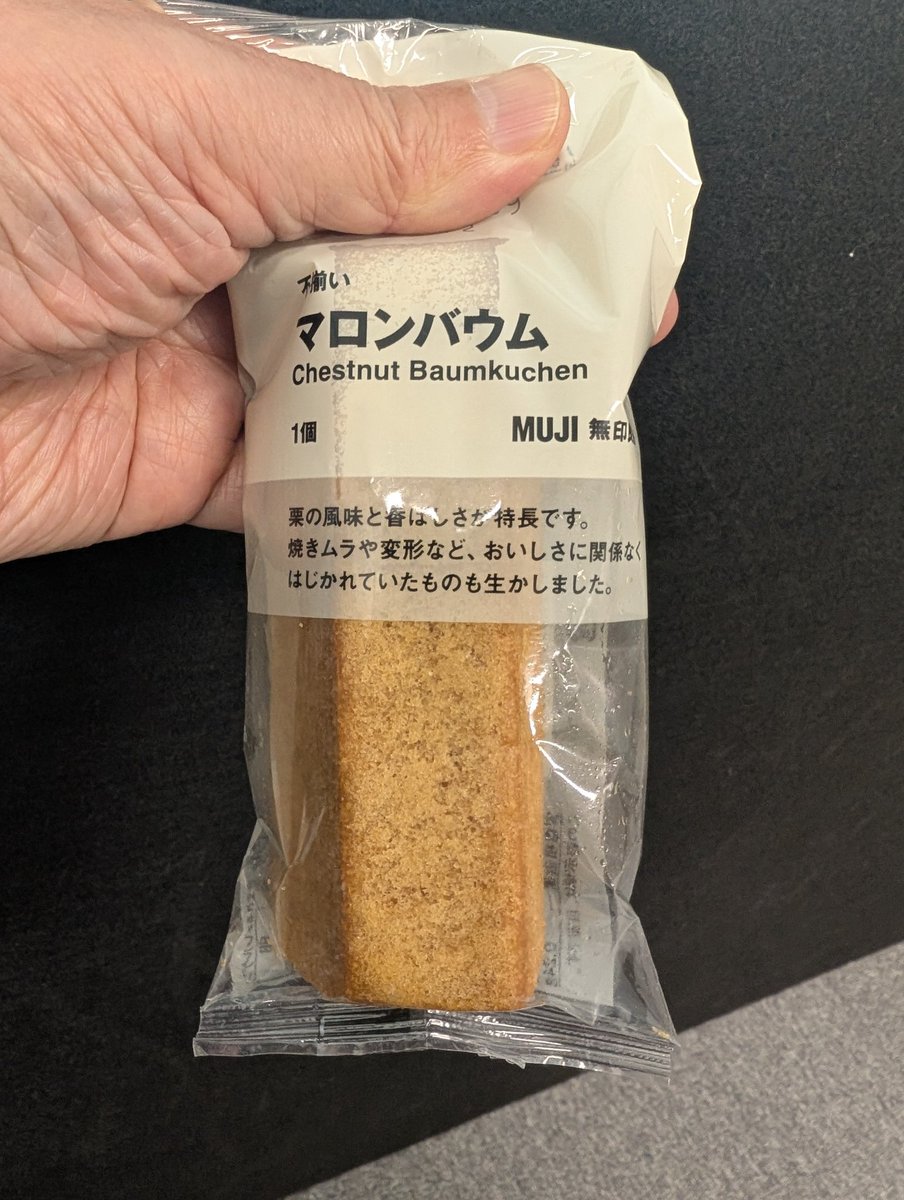 不揃い
マロンバウム
Chestnut Baumkuchen
1個
MUJI 無印
栗の風味と香ばしさが特長です。
焼きムラや変形など、おいしさに関係なく
はじかれていたものも生かしました。